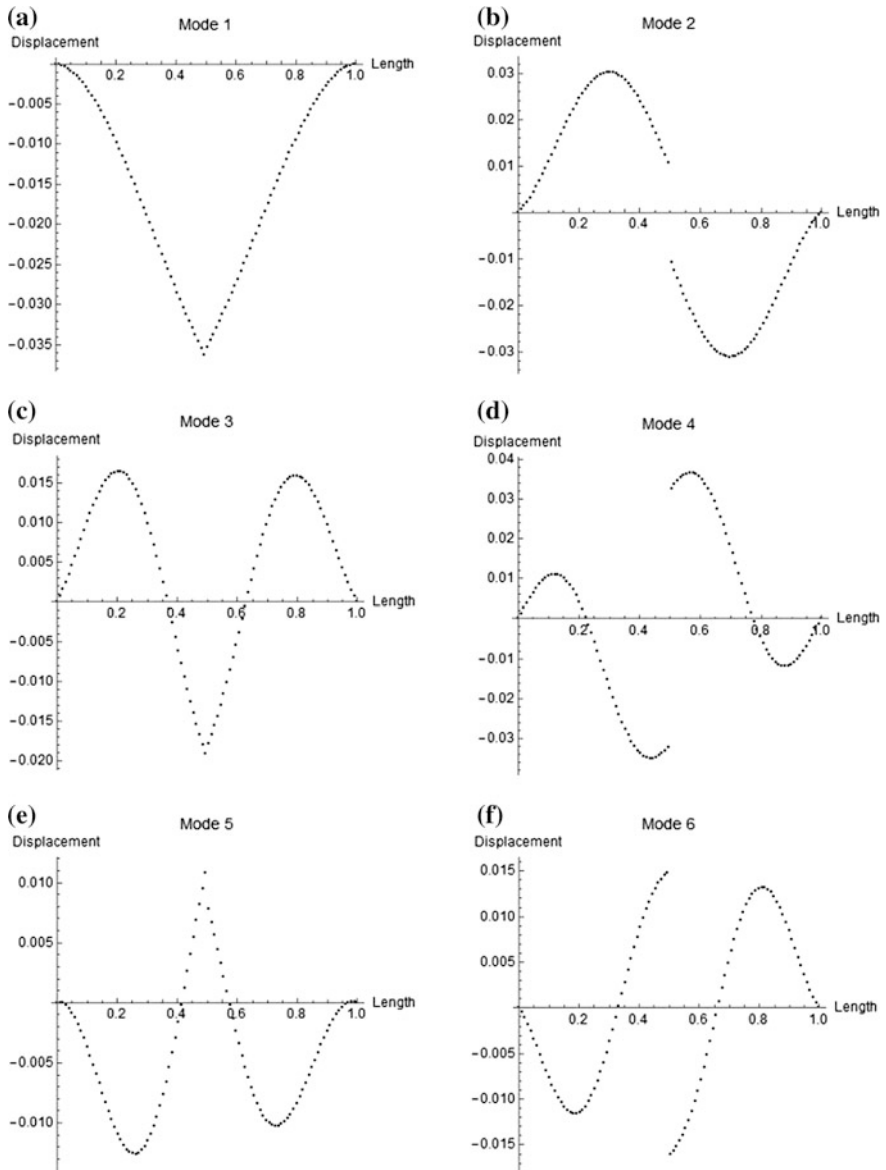 (a)
Mode 1
Displacement
Length
0.2 0.4 0.6 0.8 1.0
−0.005
−0.010
−0.015
−0.020
−0.025
−0.030
−0.035
(b)
Mode 2
Displacement
0.03
0.02
0.01
Length
0.2 0.4 0.6 0.8 1.0
−0.01
−0.02
−0.03
(c)
Mode 3
Displacement
0.015
0.010
0.005
Length
0.2 0.4 0.6 0.8 1.0
−0.005
−0.010
−0.015
−0.020
(d)
Mode 4
Displacement
0.04
0.03
0.02
0.01
Length
0.2 0.4 0.6 0.8 1.0
−0.01
−0.02
−0.03
(e)
Mode 5
Displacement
0.010
0.005
Length
0.2 0.4 0.6 0.8 1.0
−0.005
−0.010
(f)
Mode 6
Displacement
0.015
0.010
0.005
Length
0.2 0.4 0.6 0.8 1.0
−0.005
−0.010
−0.015